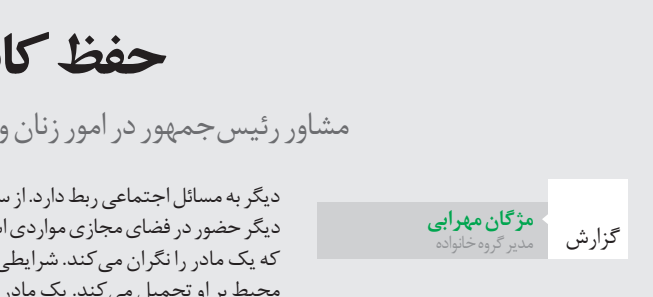 حفظ
مشاور رئیس‌جمهور در امور زنان و
گزارش
مژگان مهرابی
مدیر گروه خانواده
دیگر به مسائل اجتماعی ربط دارد. از
دیگر حضور در فضای مجازی مواردی
که یک مادر را نگران می‌کند. شرایطی
محیط بر او تحمیل می‌کند. یک مادر